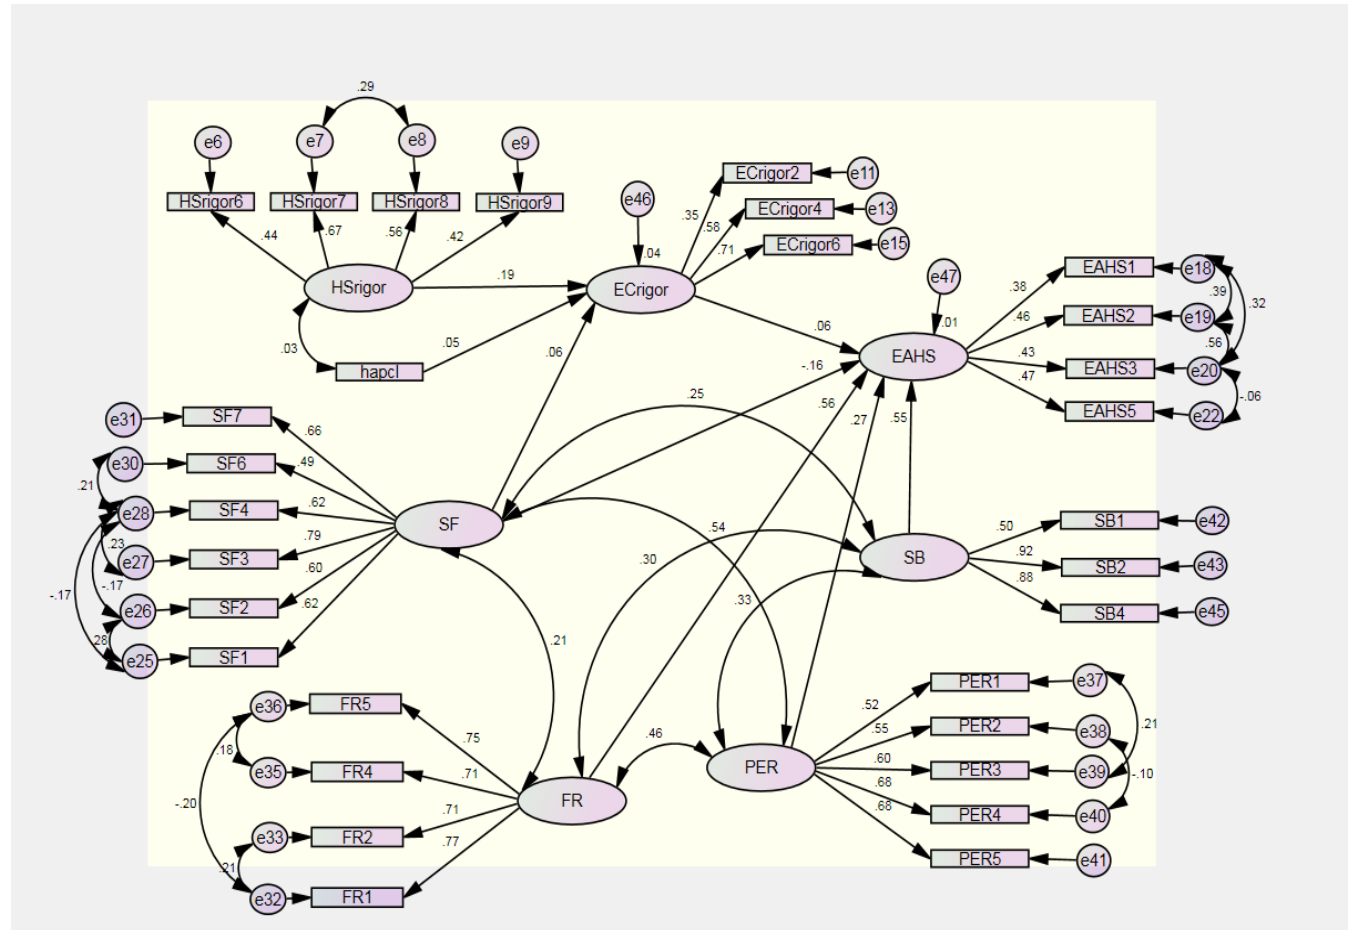 .29
e6
e7
e8
e9
HSrigor6
HSrigor7
HSrigor8
HSrigor9
.44
.67
.56
.42
HSrigor
.03
hapcl
.19
.05
.06
e46
.04
ECrigor
.35
.58
.71
ECrigor2
e11
ECrigor4
e13
ECrigor6
e15
.06
-.16
.56
.27
.55
e47
.01
EAHS
.38
.46
.43
.47
EAHS1
e18
EAHS2
e19
EAHS3
e20
EAHS5
e22
.39
.32
.56
-.06
e31
SF7
.66
e30
SF6
.49
e28
SF4
.62
e27
SF3
.79
e26
SF2
.60
e25
SF1
.62
.21
.23
-.17
-.17
.28
SF
.25
.54
.30
.33
.21
.46
SB
.50
.92
.88
SB1
e42
SB2
e43
SB4
e45
e36
FR5
.75
e35
FR4
.71
e33
FR2
.71
e32
FR1
.77
.18
-.20
.21
FR
PER
.52
.55
.60
.68
.68
PER1
e37
PER2
e38
PER3
e39
PER4
e40
PER5
e41
.21
-.10